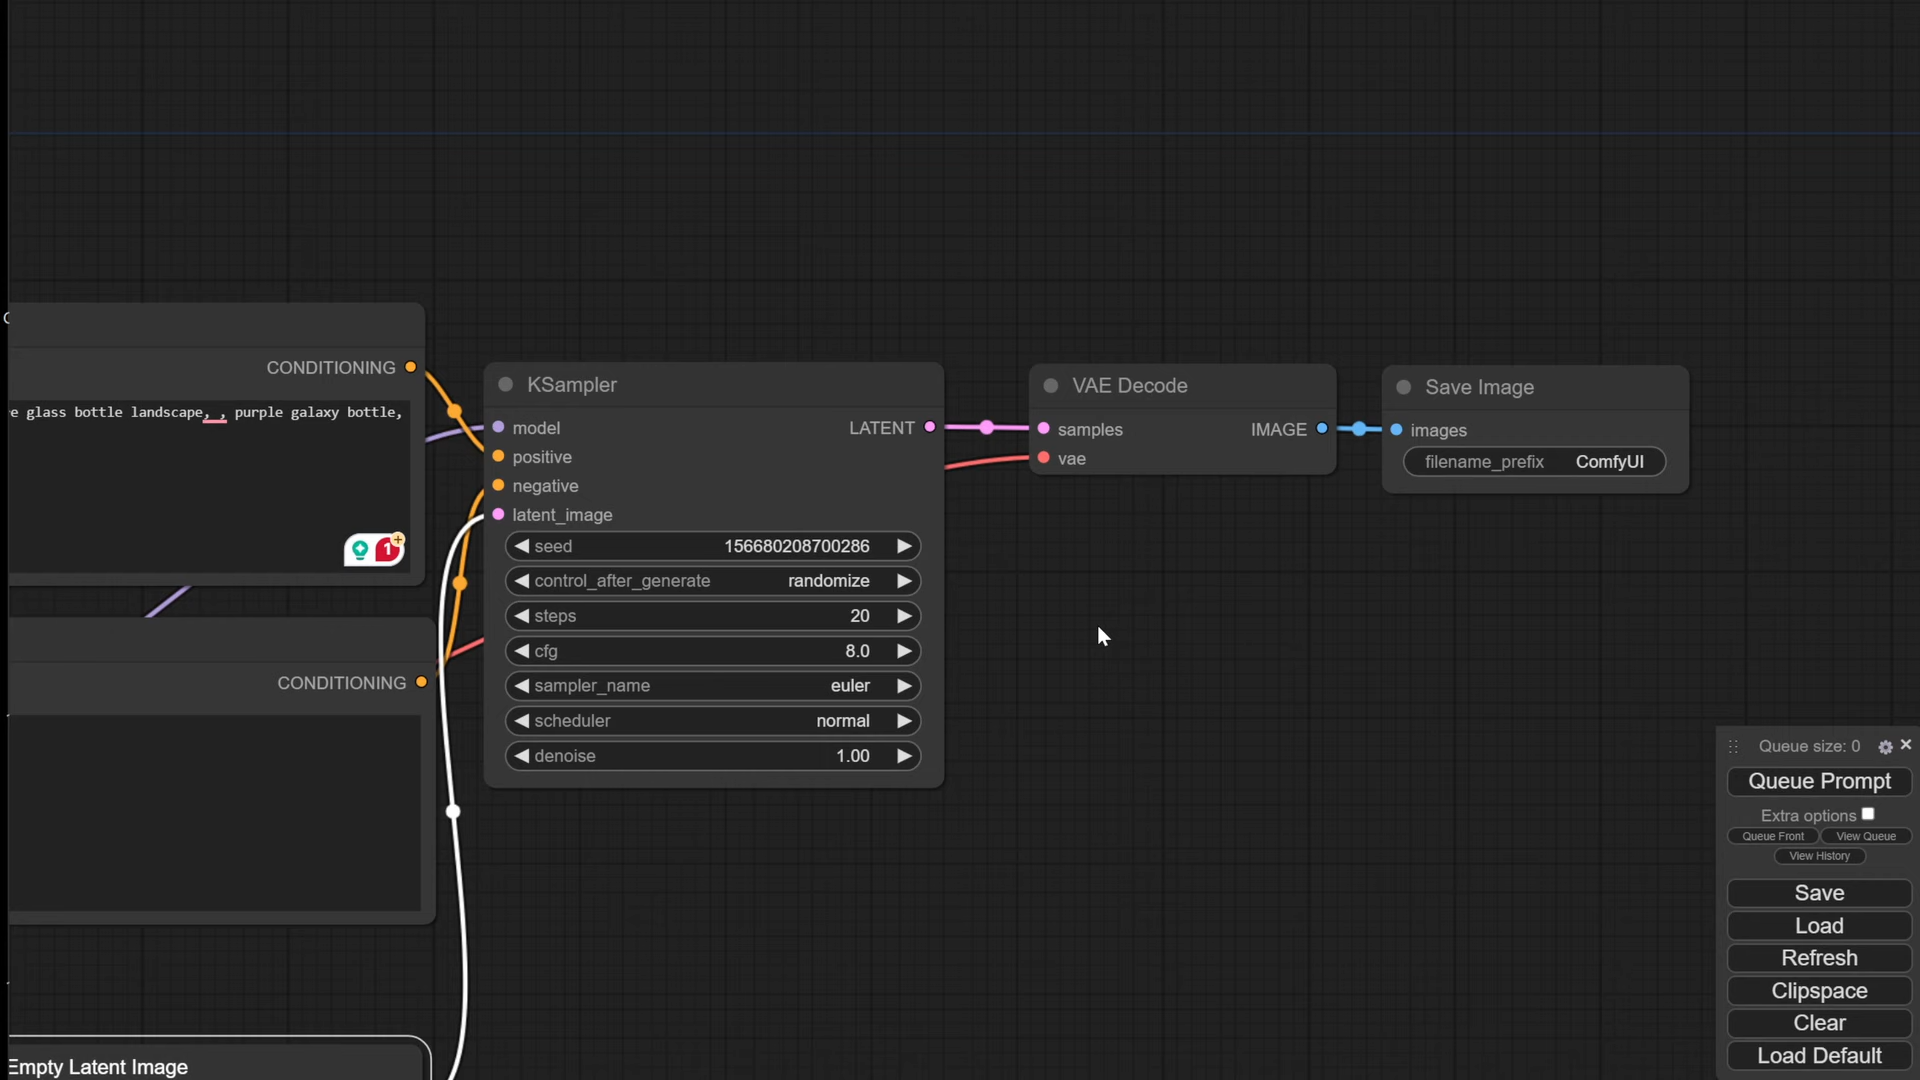 CONDITIONING
e glass bottle landscape, , purple galaxy bottle,
1
CONDITIONING
Empty Latent Image
KSampler
model
LATENT
positive
negative
latent_image
seed 156680208700286
control_after_generate randomize
steps 20
cfg 8.0
sampler_name euler
scheduler normal
denoise 1.00
VAE Decode
samples
IMAGE
vae
Save Image
images
filename_prefix ComfyUI
Queue size: 0
Queue Prompt
Extra options
Queue Front View Queue
View History
Save
Load
Refresh
Clipspace
Clear
Load Default